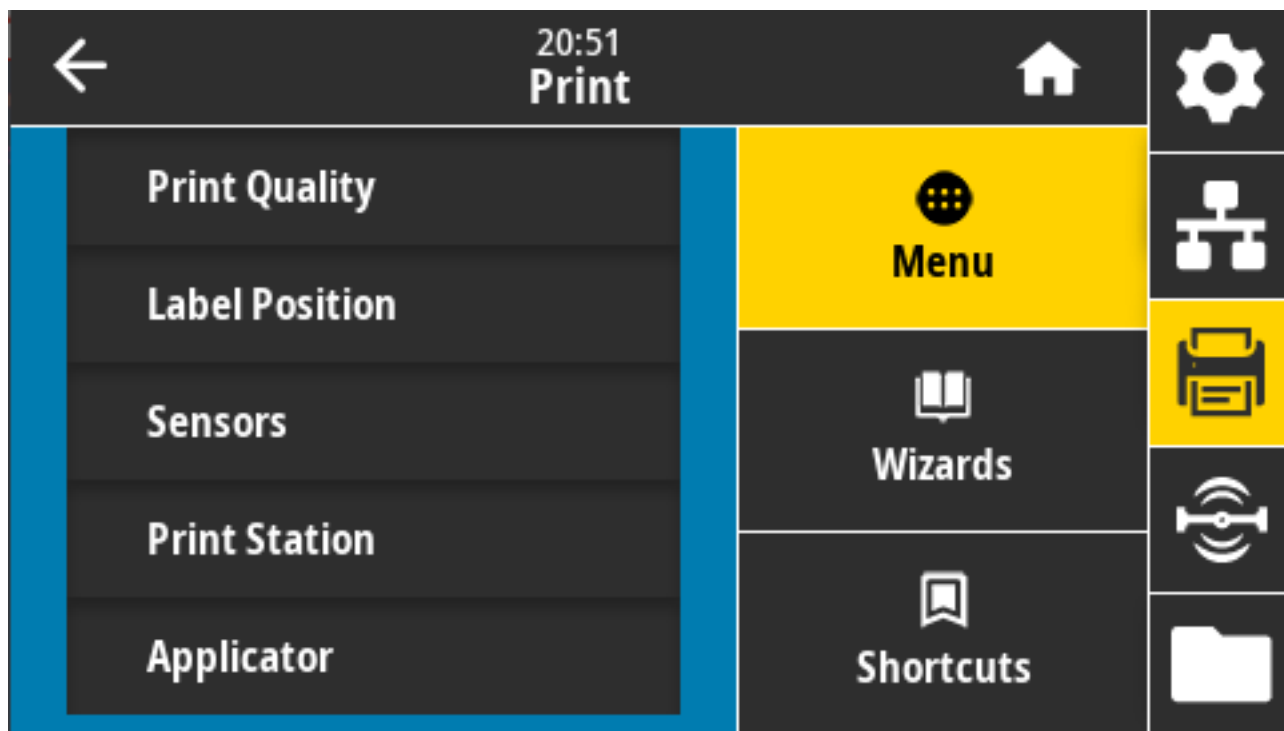 20:51
Print
Print Quality
Label Position
Sensors
Print Station
Applicator
Menu
Wizards
Shortcuts